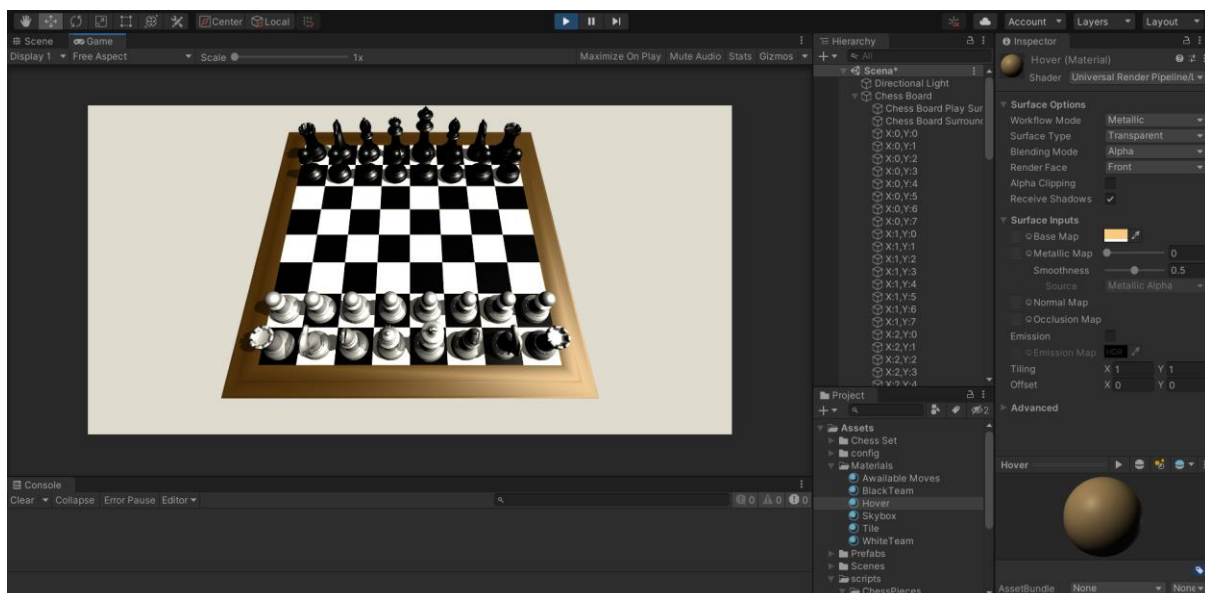 Center Local
Account Layers Layout
Scene Game
Display 1 Free Aspect Scale 1x Maximize On Play Mute Audio Stats Gizmos
Hierarchy
All
Scena*
Directional Light
Chess Board
Chess Board Play Sur
Chess Board Surround
X:0,Y:0
X:0,Y:1
X:0,Y:2
X:0,Y:3
X:0,Y:4
X:0,Y:5
X:0,Y:6
X:0,Y:7
X:1,Y:0
X:1,Y:1
X:1,Y:2
X:1,Y:3
X:1,Y:4
X:1,Y:5
X:1,Y:6
X:1,Y:7
X:2,Y:0
X:2,Y:1
X:2,Y:2
X:2,Y:3
X:2,Y:4
Inspector
Hover (Material)
Shader Universal Render Pipeline/L
Surface Options
Workflow Mode Metallic
Surface Type Transparent
Blending Mode Alpha
Render Face Front
Alpha Clipping
Receive Shadows
Surface Inputs
Base Map
Metallic Map 0
Smoothness 0.5
Source Metallic Alpha
Normal Map
Occlusion Map
Emission
Emission Map HDR
Tiling X 1 Y 1
Offset X 0 Y 0
Advanced
Project
2
Assets
Chess Set
config
Materials
Awailable Moves
BlackTeam
Hover
Skybox
Tile
WhiteTeam
Prefabs
Scenes
scripts
ChessPieces
Hover
AssetBundle None None
Console
Clear Collapse Error Pause Editor 0 0 0